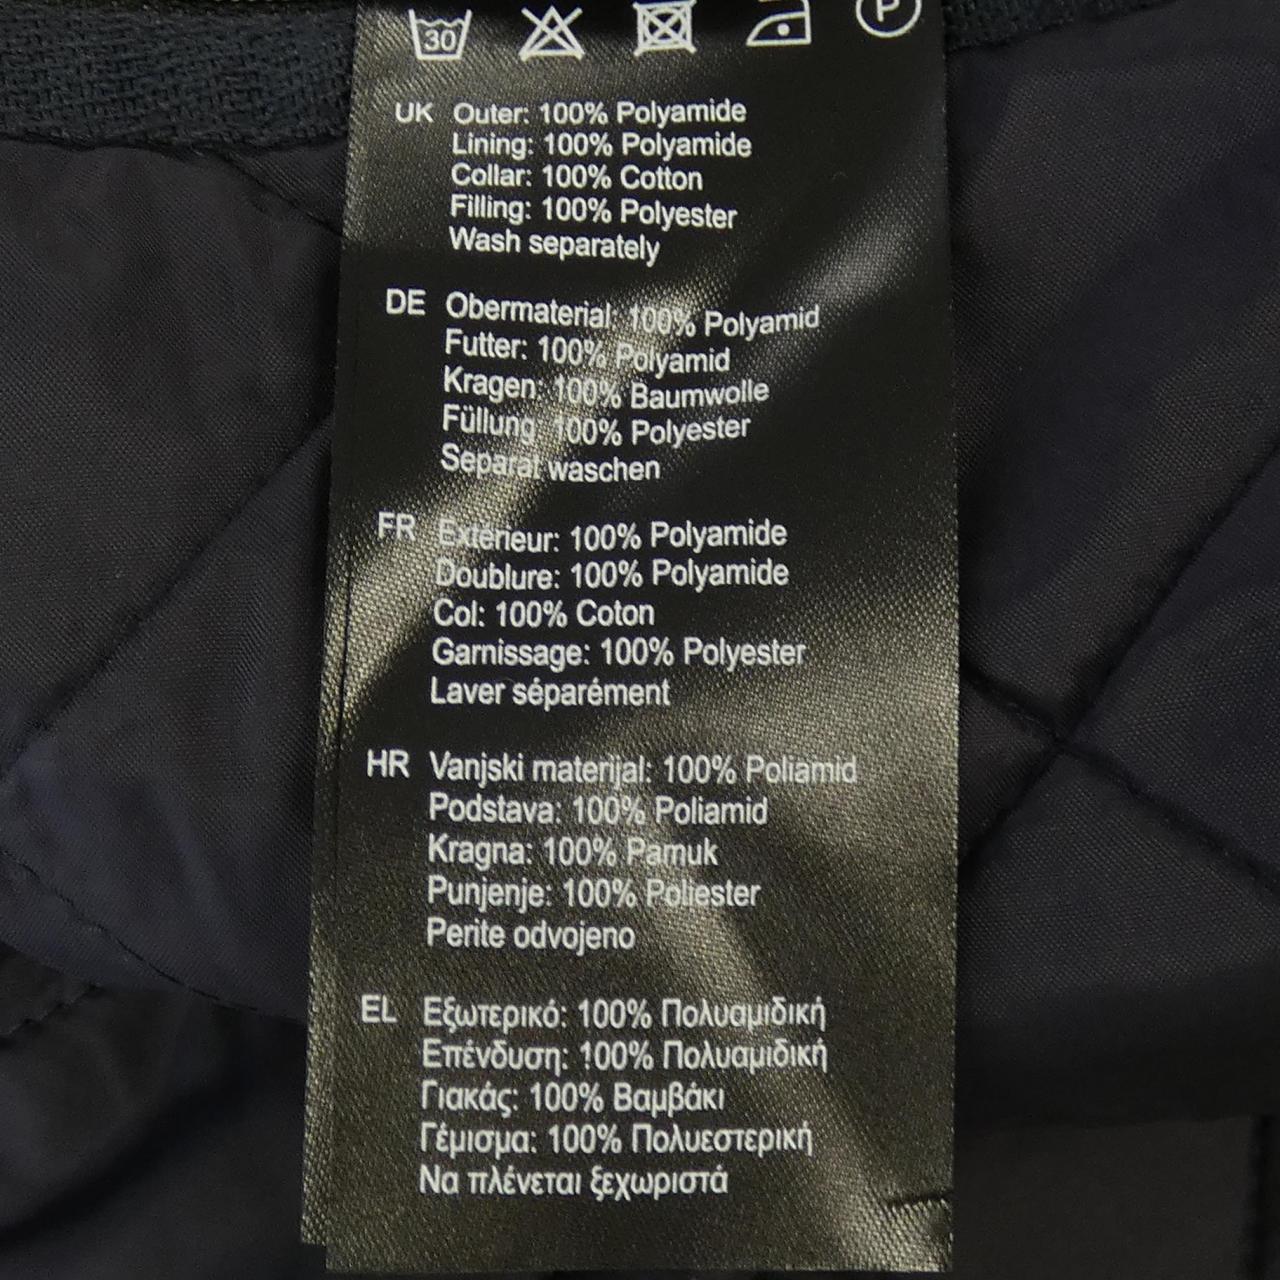 30 P
UK Outer: 100% Polyamide
Lining: 100% Polyamide
Collar: 100% Cotton
Filling: 100% Polyester
Wash separately
DE Obermaterial: 100% Polyamid
Futter: 100% Polyamid
Kragen: 100% Baumwolle
Füllung: 100% Polyester
Separat waschen
FR Extérieur: 100% Polyamide
Doublure: 100% Polyamide
Col: 100% Coton
Garnissage: 100% Polyester
Laver séparément
HR Vanjski materijal: 100% Poliamid
Podstava: 100% Poliamid
Kragna: 100% Pamuk
Punjenje: 100% Poliester
Perite odvojeno
EL Εξωτερικό: 100% Πολυαμιδική
Επένδυση: 100% Πολυαμιδική
Γιακάς: 100% Βαμβάκι
Γέμισμα: 100% Πολυεστερική
Να πλένεται ξεχωριστά